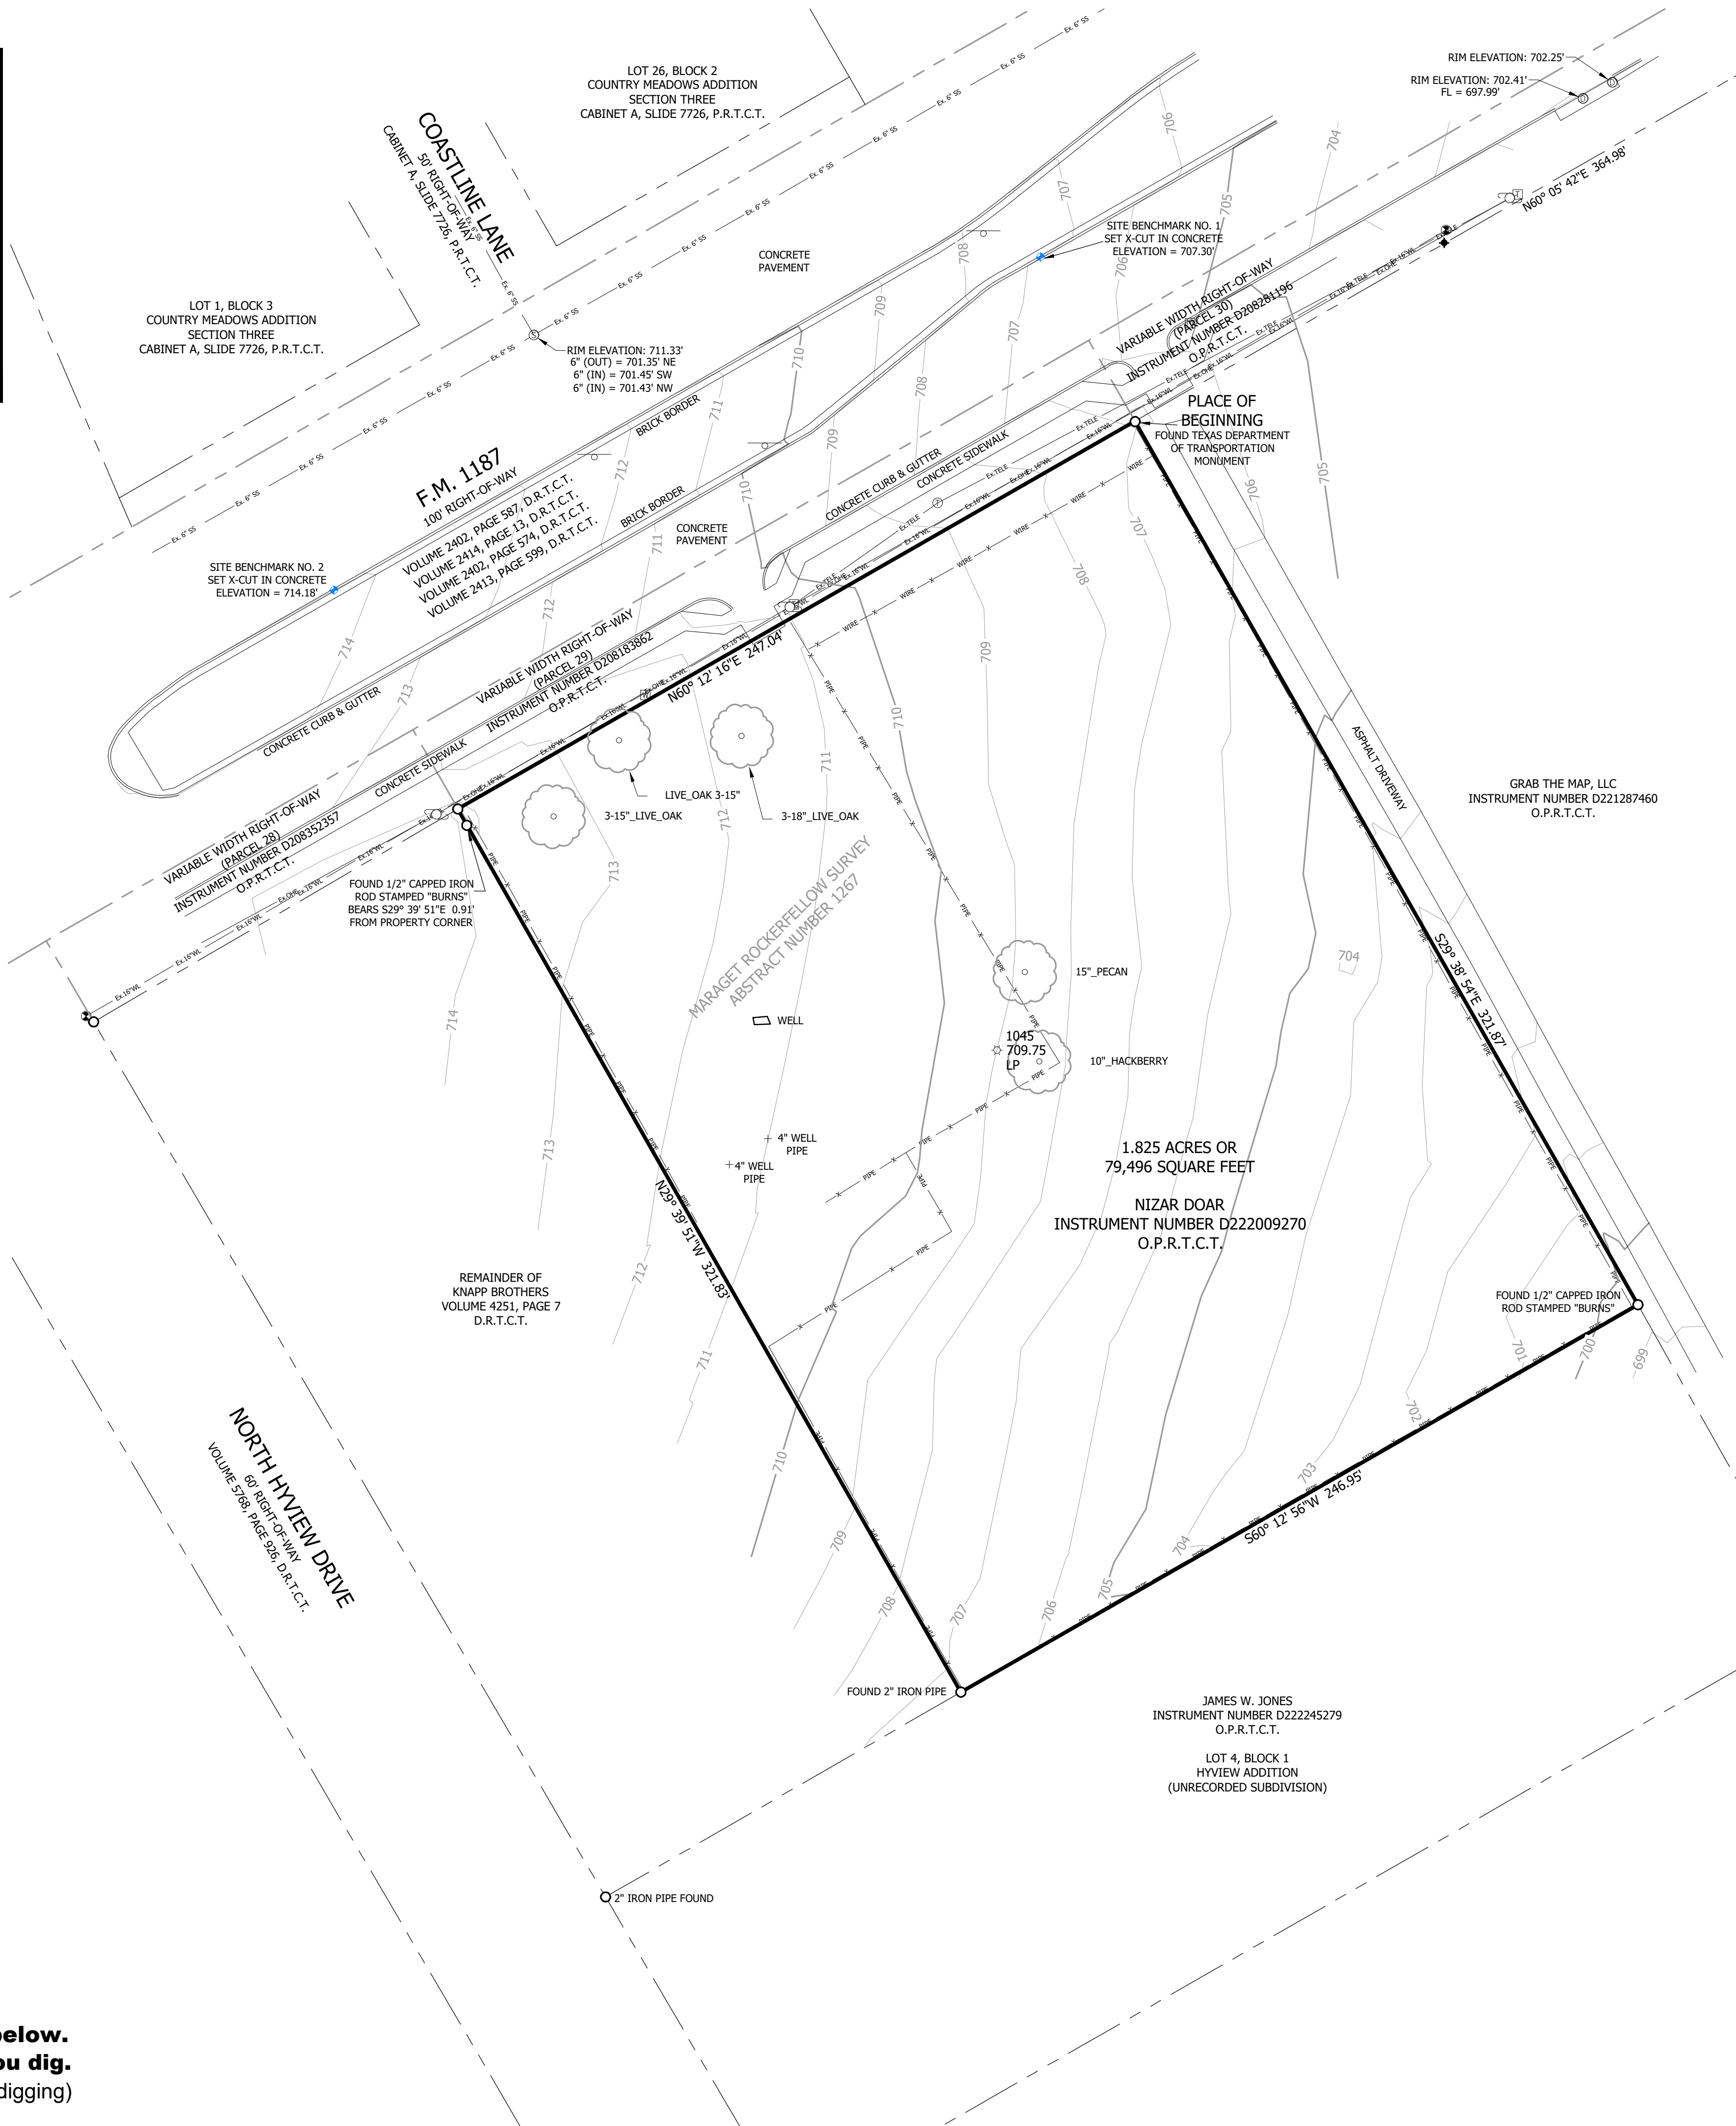 LOT 26, BLOCK 2
COUNTRY MEADOWS ADDITION
SECTION THREE
CABINET A, SLIDE 7726, P.R.T.C.T.
RIM ELEVATION: 702.25'
RIM ELEVATION: 702.41'
FL = 697.99'
COASTLINE LANE
50' RIGHT-OF-WAY
CABINET A, SLIDE 7726, P.R.T.C.T.
Ex. 6" SS
N60° 05' 42"E 364.98'
SITE BENCHMARK NO. 1
SET X-CUT IN CONCRETE
ELEVATION = 707.30'
CONCRETE
PAVEMENT
LOT 1, BLOCK 3
COUNTRY MEADOWS ADDITION
SECTION THREE
CABINET A, SLIDE 7726, P.R.T.C.T.
VARIABLE WIDTH RIGHT-OF-WAY
(PARCEL 30)
INSTRUMENT NUMBER D208281196
O.P.R.T.C.T.
RIM ELEVATION: 711.33'
6" (OUT) = 701.35' NE
6" (IN) = 701.45' SW
6" (IN) = 701.43' NW
PLACE OF
BEGINNING
FOUND TEXAS DEPARTMENT
OF TRANSPORTATION
MONUMENT
BRICK BORDER
F.M. 1187
100' RIGHT-OF-WAY
VOLUME 2402, PAGE 587, D.R.T.C.T.
VOLUME 2414, PAGE 13, D.R.T.C.T.
VOLUME 2402, PAGE 574, D.R.T.C.T.
VOLUME 2413, PAGE 599, D.R.T.C.T.
BRICK BORDER
CONCRETE
PAVEMENT
CONCRETE CURB & GUTTER
CONCRETE SIDEWALK
SITE BENCHMARK NO. 2
SET X-CUT IN CONCRETE
ELEVATION = 714.18'
VARIABLE WIDTH RIGHT-OF-WAY
(PARCEL 29)
INSTRUMENT NUMBER D208183862
O.P.R.T.C.T.
N60° 12' 16"E 247.04'
CONCRETE CURB & GUTTER
CONCRETE SIDEWALK
VARIABLE WIDTH RIGHT-OF-WAY
(PARCEL 28)
INSTRUMENT NUMBER D208352357
O.P.R.T.C.T.
LIVE_OAK 3-15"
3-15"_LIVE_OAK
3-18"_LIVE_OAK
ASPHALT DRIVEWAY
GRAB THE MAP, LLC
INSTRUMENT NUMBER D221287460
O.P.R.T.C.T.
FOUND 1/2" CAPPED IRON
ROD STAMPED "BURNS"
BEARS S29° 39' 51"E 0.91'
FROM PROPERTY CORNER
MARAGET ROCKERFELLOW SURVEY
ABSTRACT NUMBER 1267
15"_PECAN
WELL
1045
709.75
LP
10"_HACKBERRY
S29° 38' 54"E 321.87'
4" WELL
PIPE
4" WELL
PIPE
N29° 39' 51"W 321.83'
1.825 ACRES OR
79,496 SQUARE FEET
NIZAR DOAR
INSTRUMENT NUMBER D222009270
O.P.R.T.C.T.
REMAINDER OF
KNAPP BROTHERS
VOLUME 4251, PAGE 7
D.R.T.C.T.
FOUND 1/2" CAPPED IRON
ROD STAMPED "BURNS"
NORTH HYVIEW DRIVE
60' RIGHT-OF-WAY
VOLUME 5768, PAGE 926, D.R.T.C.T.
S60° 12' 56"W 246.95'
FOUND 2" IRON PIPE
JAMES W. JONES
INSTRUMENT NUMBER D222245279
O.P.R.T.C.T.
LOT 4, BLOCK 1
HYVIEW ADDITION
(UNRECORDED SUBDIVISION)
2" IRON PIPE FOUND
below.
ou dig.
digging)